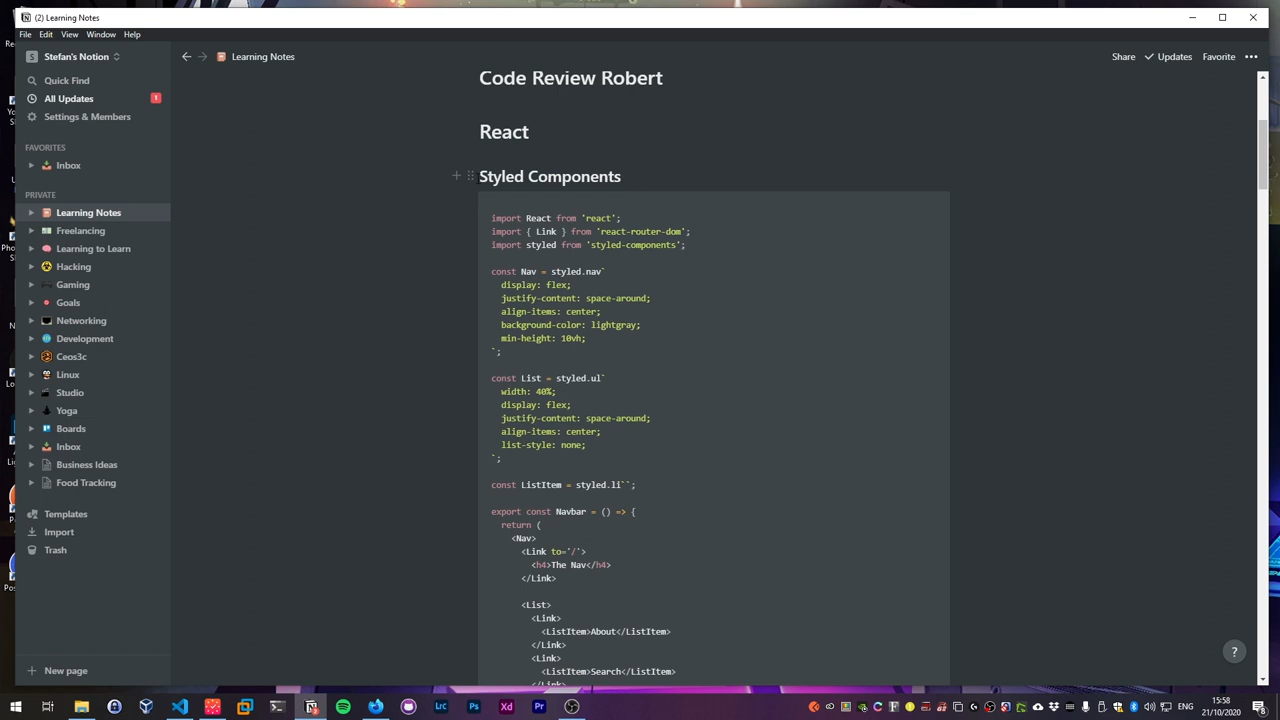 (2) Learning Notes
File Edit View Window Help
S Stefan's Notion
Learning Notes
Share Updates Favorite
Quick Find
All Updates 1
Settings & Members
FAVORITES
Inbox
PRIVATE
Learning Notes
Freelancing
Learning to Learn
Hacking
Gaming
Goals
Networking
Development
Ceos3c
Linux
Studio
Yoga
Boards
Inbox
Business Ideas
Food Tracking
Templates
Import
Trash
+ New page
Code Review Robert
React
Styled Components
import React from 'react';
import { Link } from 'react-router-dom';
import styled from 'styled-components';
const Nav = styled.nav`
display: flex;
justify-content: space-around;
align-items: center;
background-color: lightgray;
min-height: 10vh;
`;
const List = styled.ul`
width: 40%;
display: flex;
justify-content: space-around;
align-items: center;
list-style: none;
`;
const ListItem = styled.li``;
export const Navbar = () => {
return (
<Nav>
<Link to='/'>
<h4>The Nav</h4>
</Link>
<List>
<Link>
<ListItem>About</ListItem>
</Link>
<Link>
<ListItem>Search</ListItem>
?
Lrc Ps Xd Pr
15:58
21/10/2020